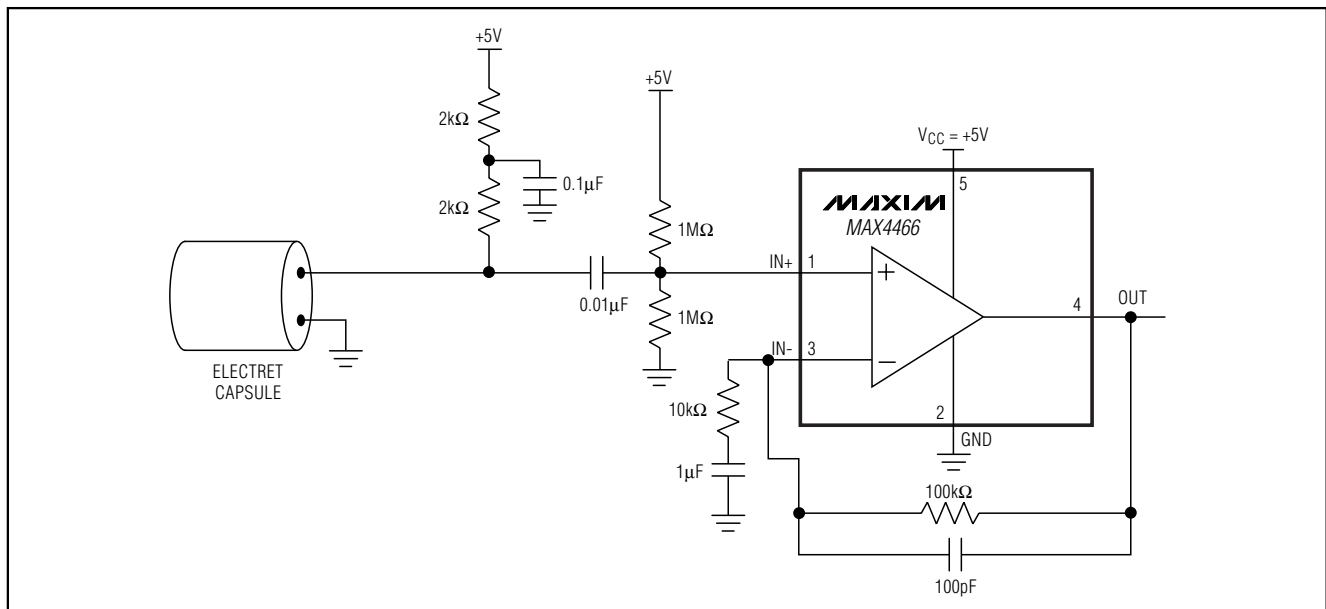 +5V
2kΩ
2kΩ
0.1µF
+5V
1MΩ
1MΩ
0.01µF
ELECTRET
CAPSULE
VCC = +5V
5
MAXIM
MAX4466
IN+
1
+
IN-
3
−
4
OUT
2
GND
10kΩ
1µF
100kΩ
100pF